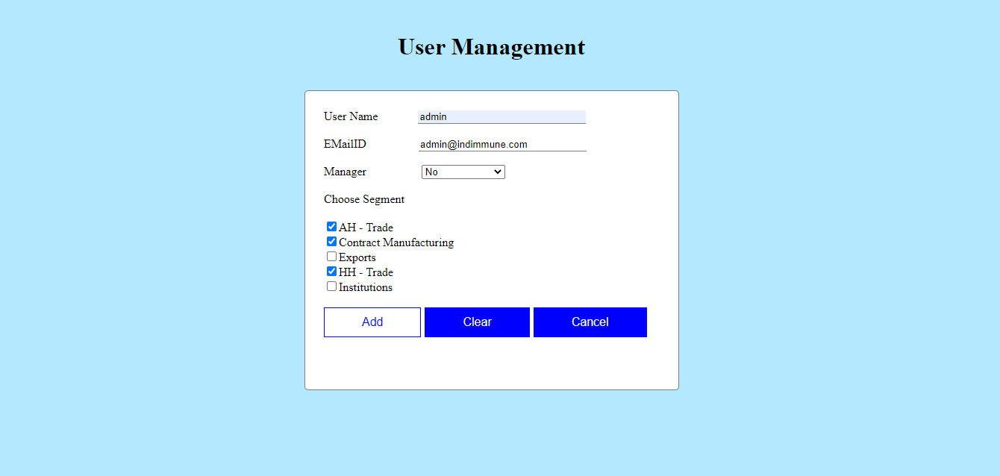 User Management
User Name admin
EMailID admin@indimmune.com
Manager No
Choose Segment
AH - Trade
Contract Manufacturing
Exports
HH - Trade
Institutions
Add Clear Cancel